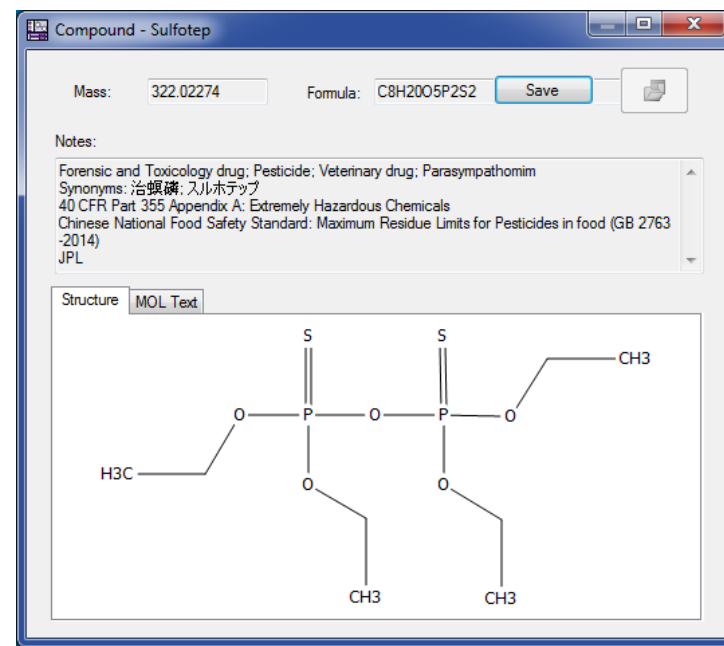 Compound - Sulfotep
Mass: 322.02274 Formula: C8H20O5P2S2 Save
Notes:
Forensic and Toxicology drug; Pesticide; Veterinary drug; Parasympathomim
Synonyms: 治螟磷; スルホテップ
40 CFR Part 355 Appendix A: Extremely Hazardous Chemicals
Chinese National Food Safety Standard: Maximum Residue Limits for Pesticides in food (GB 2763
-2014)
JPL
Structure MOL Text
S S
CH3
O P O P O
H3C
O O
CH3 CH3